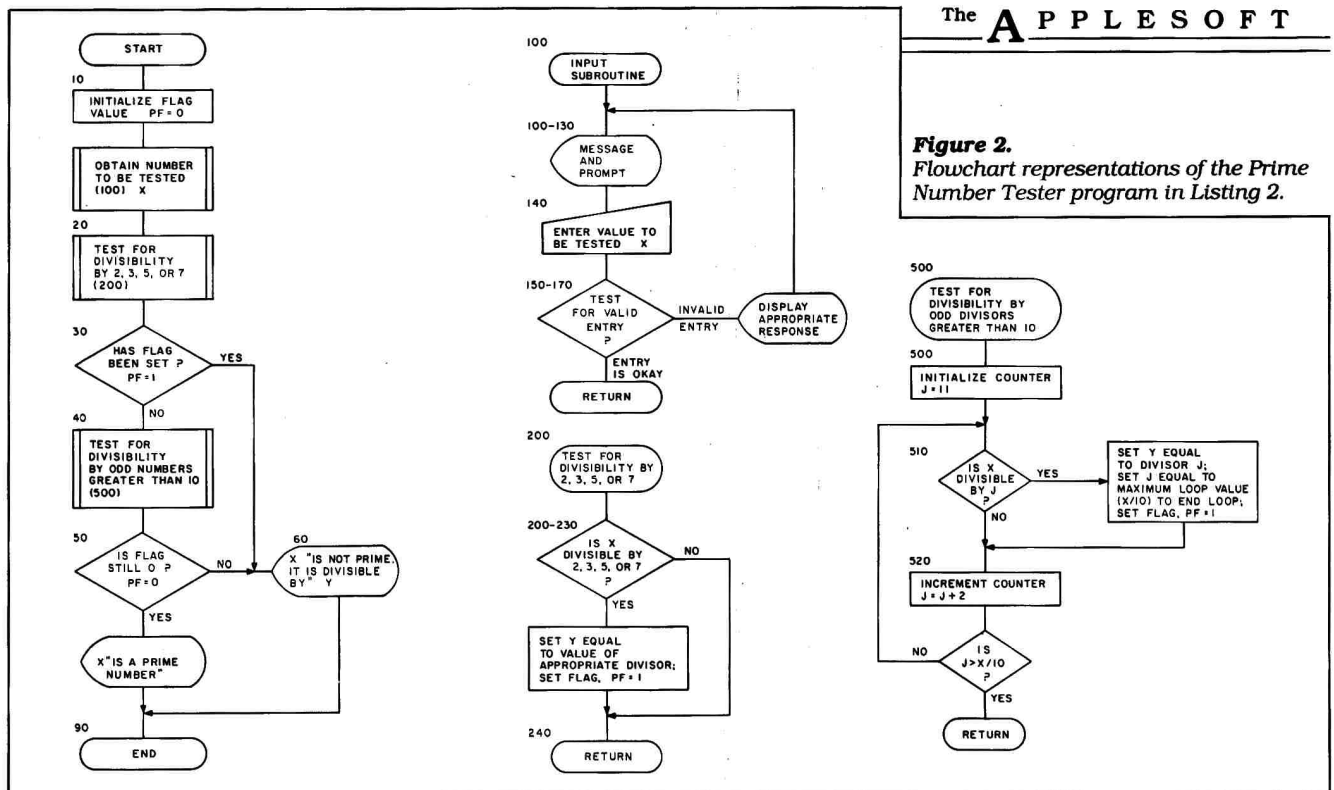 The APPLESOFT
Figure 2.
Flowchart representations of the Prime
Number Tester program in Listing 2.
START
10
INITIALIZE FLAG
VALUE PF=0
OBTAIN NUMBER
TO BE TESTED
(100) X
20
TEST FOR
DIVISIBILITY
BY 2, 3, 5, OR 7
(200)
30
HAS FLAG
BEEN SET ?
PF=1
YES
NO
40
TEST FOR
DIVISIBILITY
BY ODD NUMBERS
GREATER THAN 10
(500)
50
IS FLAG
STILL 0 ?
PF=0
NO
YES
60
X "IS NOT PRIME.
IT IS DIVISIBLE
BY" Y
X "IS A PRIME
NUMBER"
90
END
100
INPUT
SUBROUTINE
100-130
MESSAGE
AND
PROMPT
140
ENTER VALUE TO
BE TESTED X
150-170
TEST
FOR VALID
ENTRY
?
INVALID
ENTRY
DISPLAY
APPROPRIATE
RESPONSE
ENTRY
IS OKAY
RETURN
200
TEST FOR
DIVISIBILITY BY
2, 3, 5, OR 7
200-230
IS X
DIVISIBLE BY
2, 3, 5, OR 7
?
NO
YES
SET Y EQUAL
TO VALUE OF
APPROPRIATE DIVISOR;
SET FLAG, PF=1
240
RETURN
500
TEST FOR
DIVISIBILITY BY
ODD DIVISORS
GREATER THAN 10
500
INITIALIZE COUNTER
J=11
510
IS X
DIVISIBLE
BY J
?
YES
NO
SET Y EQUAL
TO DIVISOR J;
SET J EQUAL TO
MAXIMUM LOOP VALUE
(X/10) TO END LOOP;
SET FLAG, PF=1
520
INCREMENT COUNTER
J=J+2
IS
J>X/10
?
NO
YES
RETURN